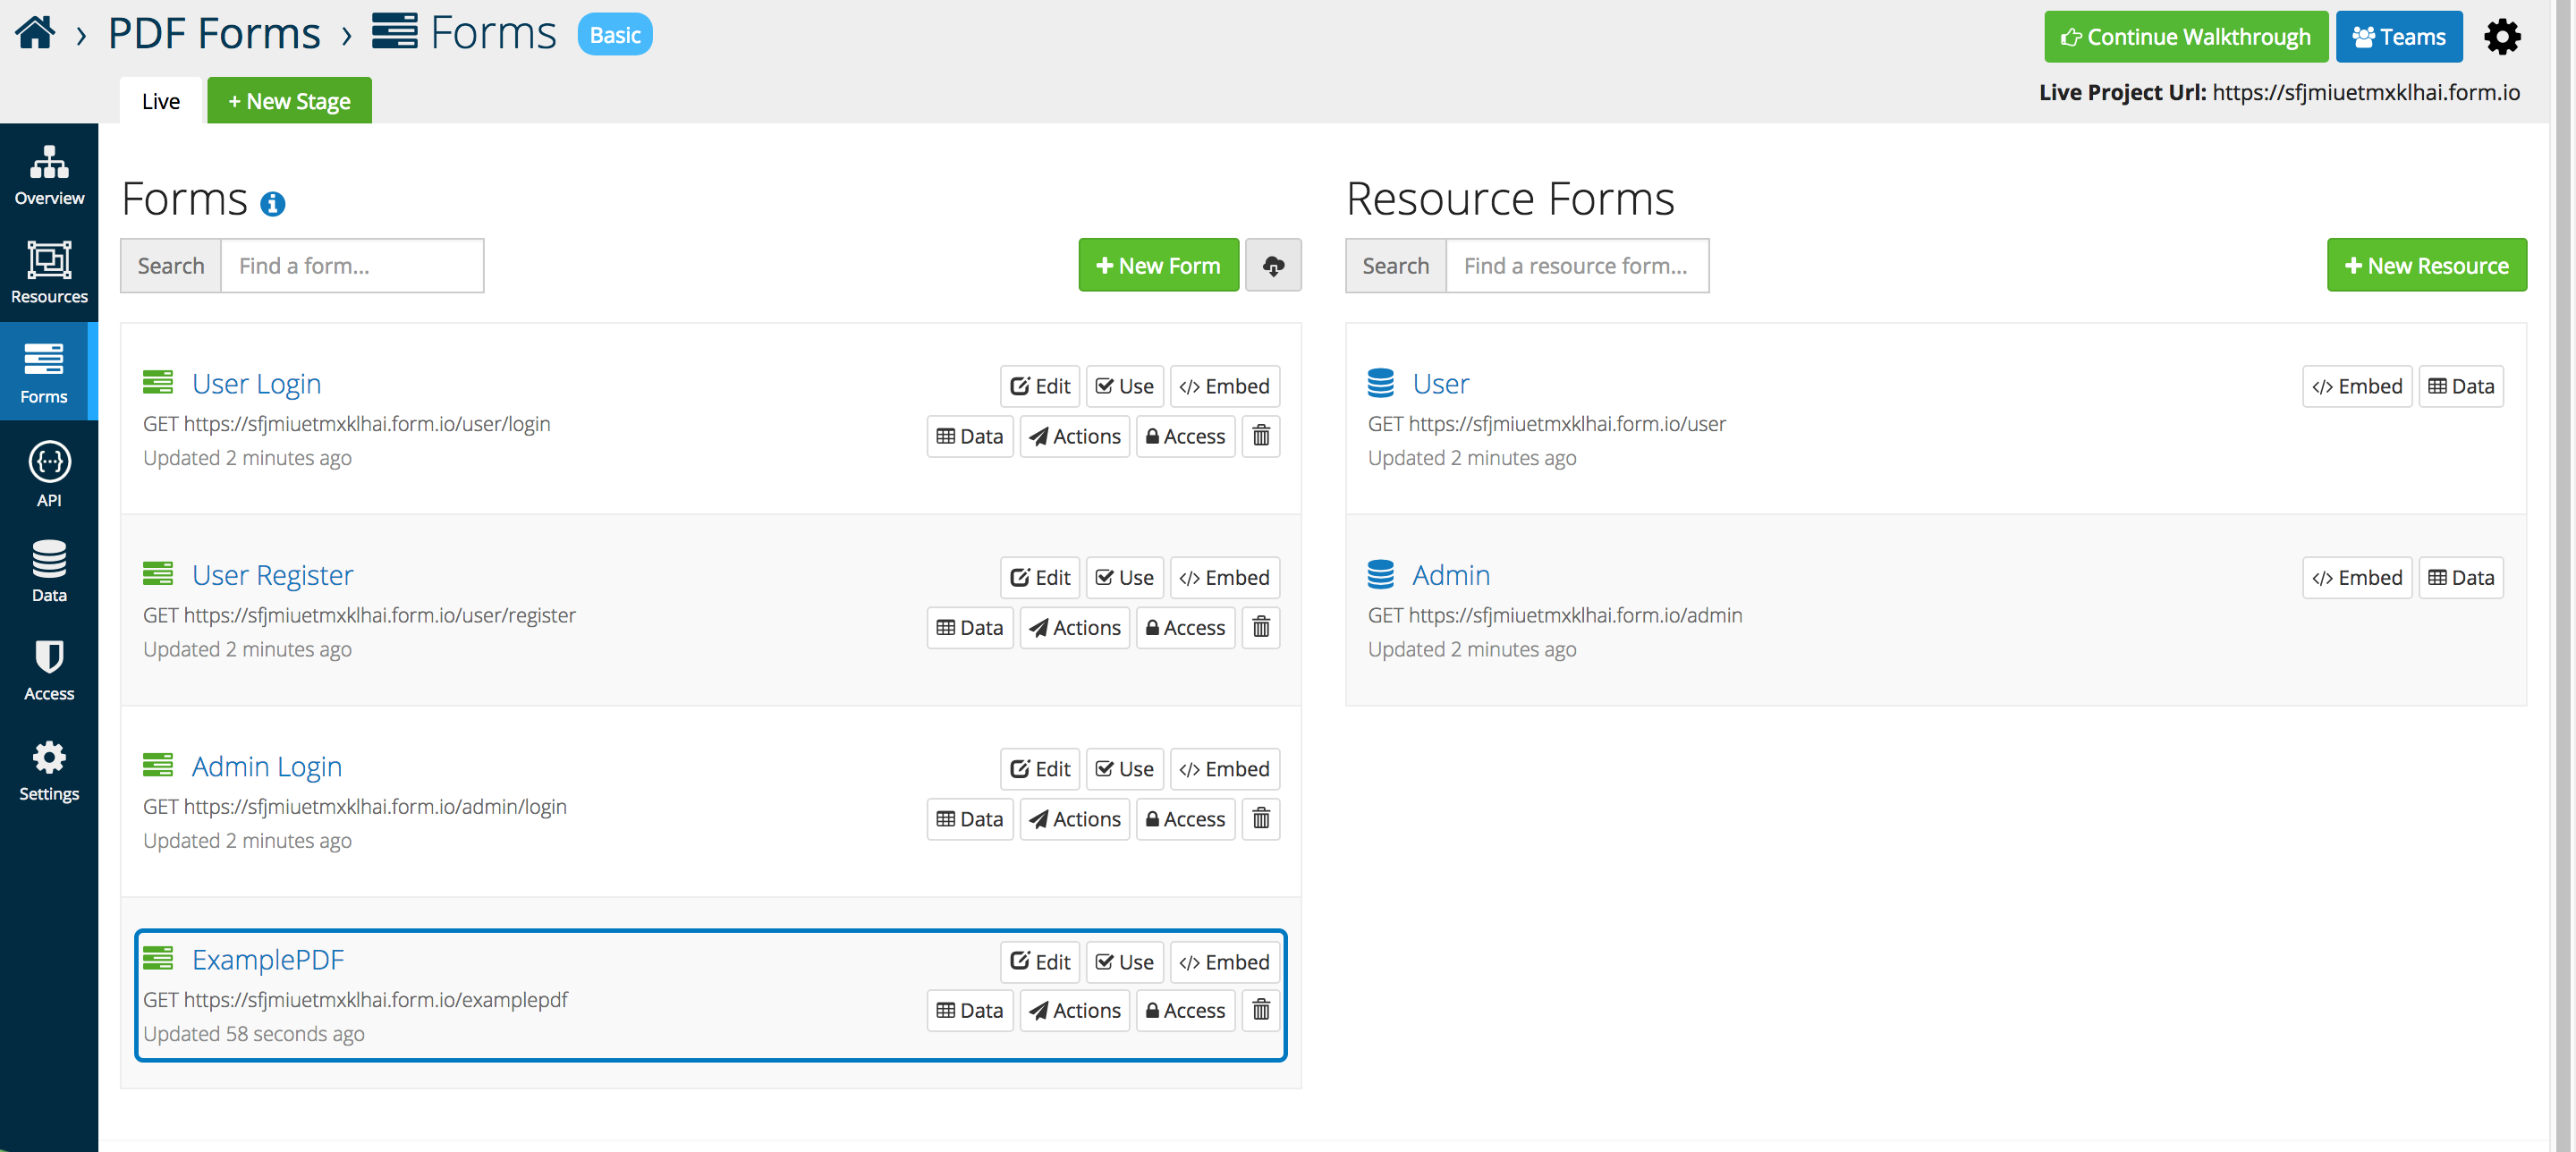 › PDF Forms › Forms Basic
Continue Walkthrough Teams
Live + New Stage
Live Project Url: https://sfjmiuetmxklhai.form.io
Overview
Resources
Forms
API
Data
Access
Settings
Forms
Search Find a form...
+ New Form
User Login
Edit Use </> Embed
GET https://sfjmiuetmxklhai.form.io/user/login
Data Actions Access
Updated 2 minutes ago
User Register
Edit Use </> Embed
GET https://sfjmiuetmxklhai.form.io/user/register
Data Actions Access
Updated 2 minutes ago
Admin Login
Edit Use </> Embed
GET https://sfjmiuetmxklhai.form.io/admin/login
Data Actions Access
Updated 2 minutes ago
ExamplePDF
Edit Use </> Embed
GET https://sfjmiuetmxklhai.form.io/examplepdf
Data Actions Access
Updated 58 seconds ago
Resource Forms
Search Find a resource form...
+ New Resource
User
</> Embed Data
GET https://sfjmiuetmxklhai.form.io/user
Updated 2 minutes ago
Admin
</> Embed Data
GET https://sfjmiuetmxklhai.form.io/admin
Updated 2 minutes ago